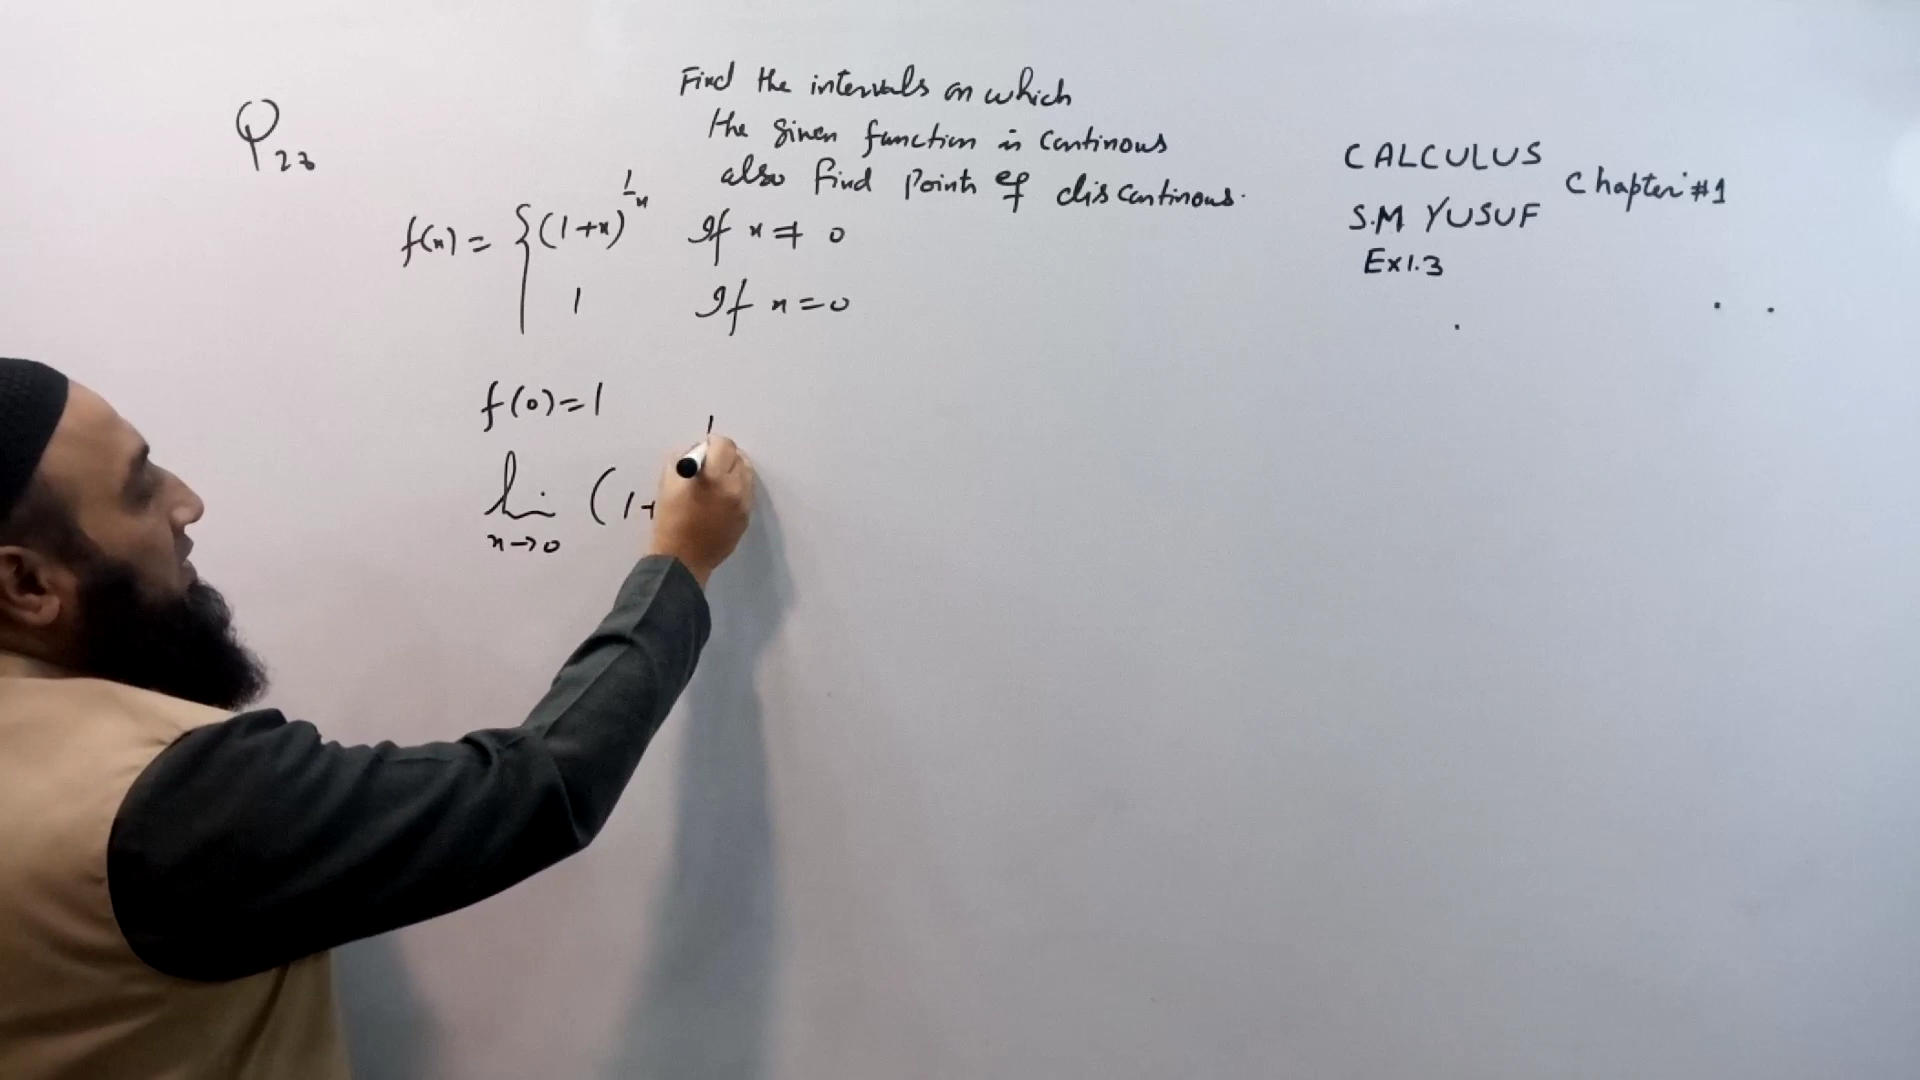 Q23
Find the intervals on which
the given function is continous
also find points of discontinous.
f(x) = { (1+x)^1/x If x ≠ 0
1 If x=0
f(0)=1
lim (1+
x→0
CALCULUS
Chapter #1
S.M YUSUF
Ex1.3